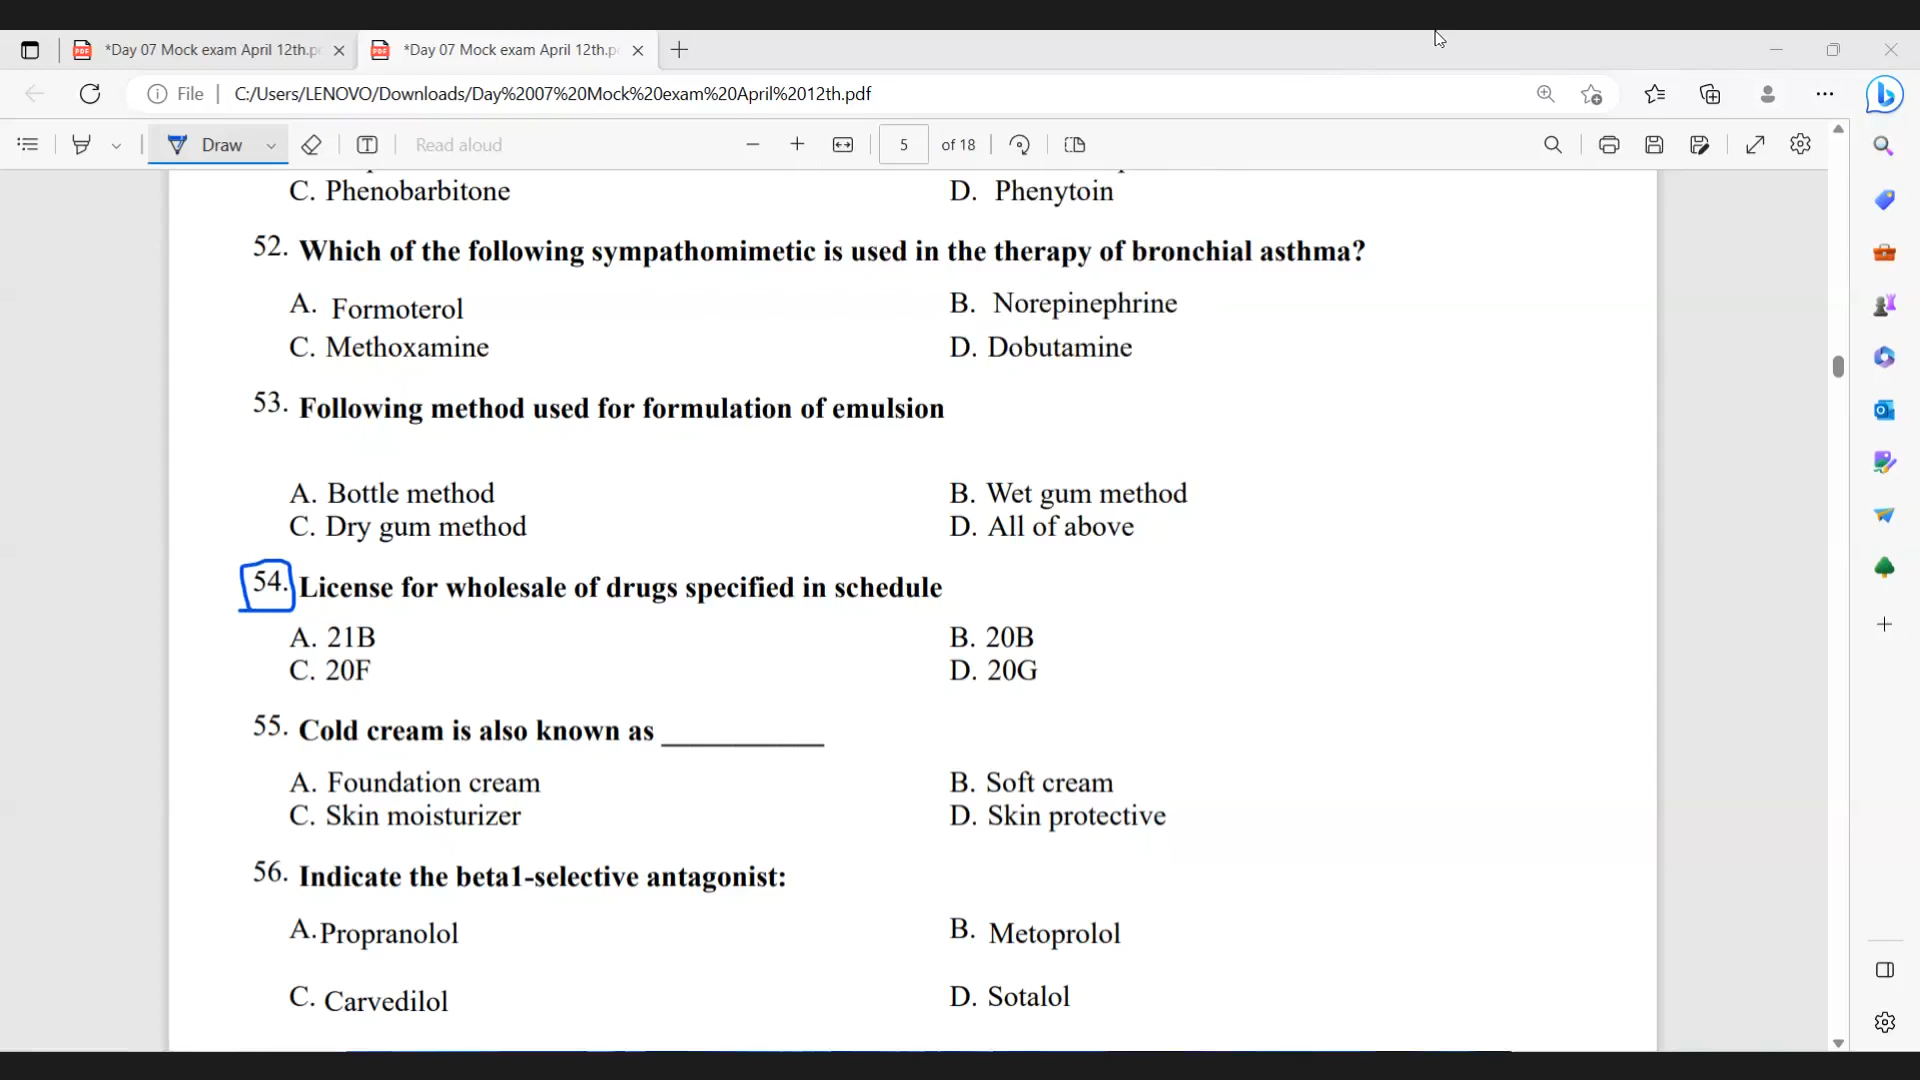 *Day 07 Mock exam April 12th.p
*Day 07 Mock exam April 12th.p
File
C:/Users/LENOVO/Downloads/Day%2007%20Mock%20exam%20April%2012th.pdf
Draw
Read aloud
5 of 18
C. Phenobarbitone D. Phenytoin
52. Which of the following sympathomimetic is used in the therapy of bronchial asthma?
A. Formoterol B. Norepinephrine
C. Methoxamine D. Dobutamine
53. Following method used for formulation of emulsion
A. Bottle method B. Wet gum method
C. Dry gum method D. All of above
54. License for wholesale of drugs specified in schedule
A. 21B B. 20B
C. 20F D. 20G
55. Cold cream is also known as ____________
A. Foundation cream B. Soft cream
C. Skin moisturizer D. Skin protective
56. Indicate the beta1-selective antagonist:
A. Propranolol B. Metoprolol
C. Carvedilol D. Sotalol